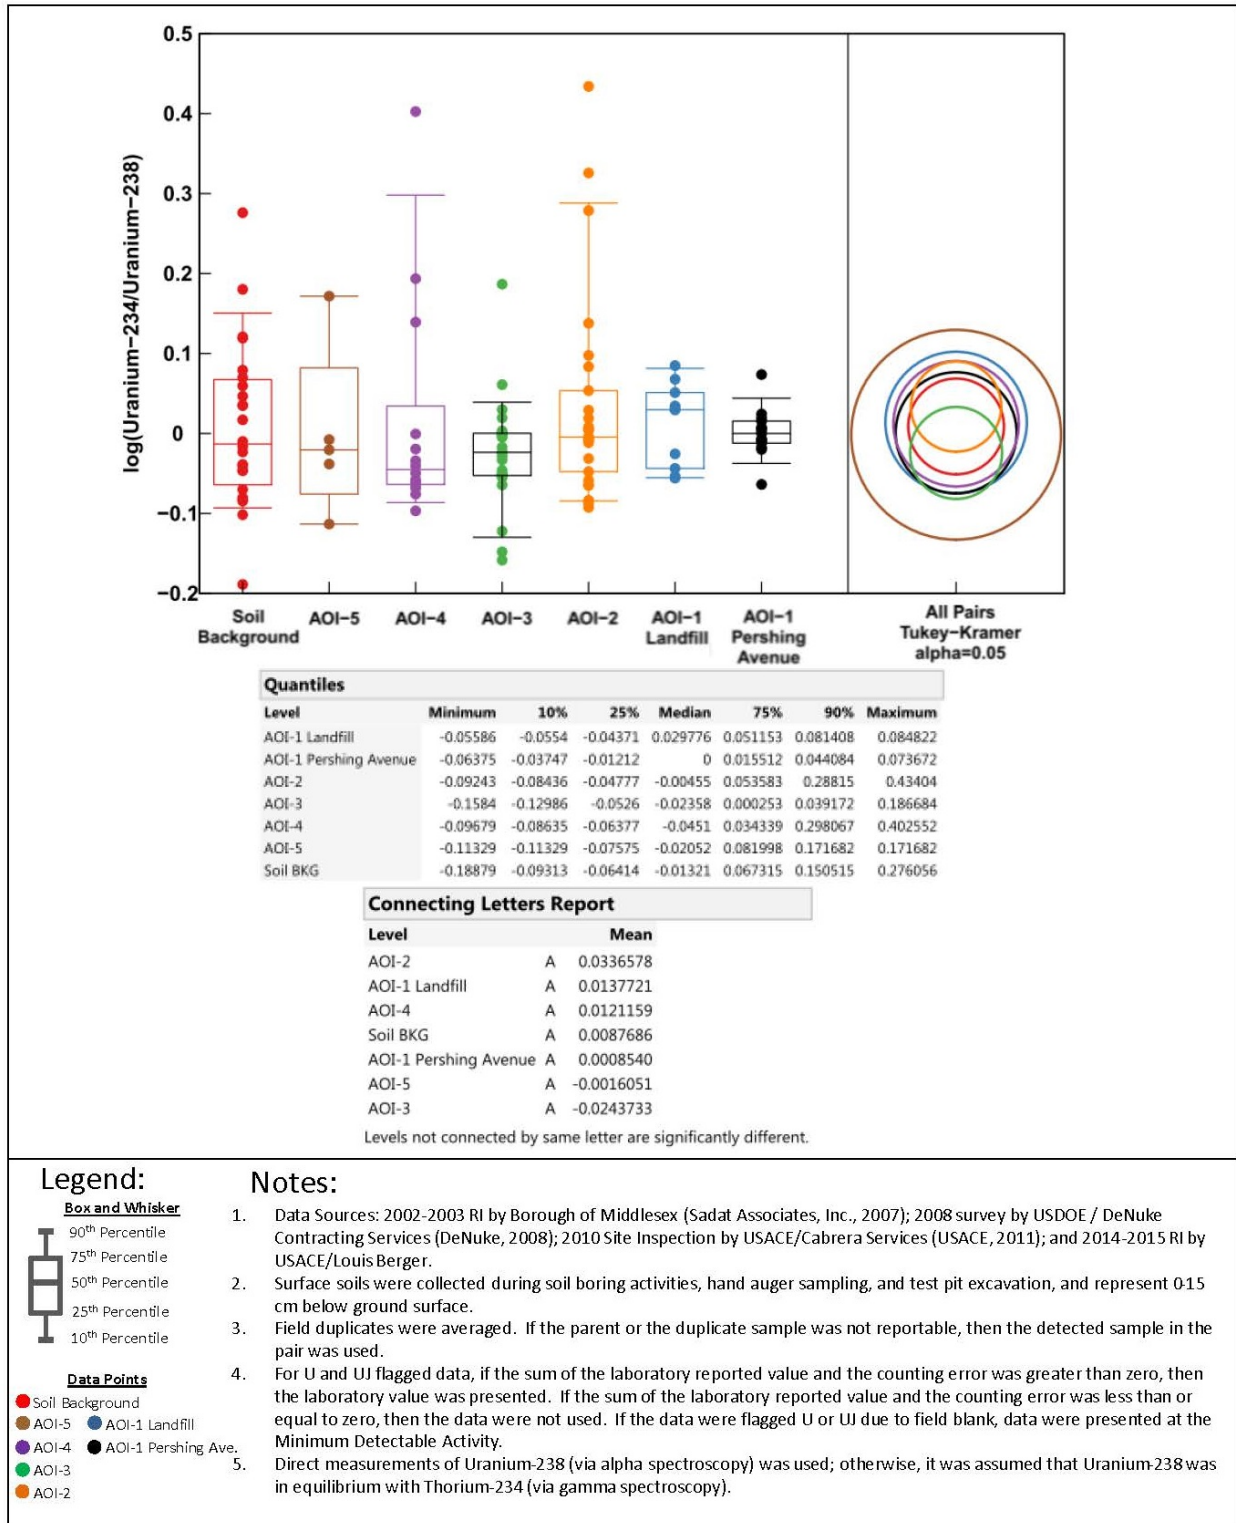 0.5
0.4
0.3
0.2
0.1
0
−0.1
−0.2
log(Uranium−234/Uranium−238)
Soil Background
AOI−5
AOI−4
AOI−3
AOI−2
AOI−1 Landfill
AOI−1 Pershing Avenue
All Pairs
Tukey−Kramer
alpha=0.05
Quantiles
Level Minimum 10% 25% Median 75% 90% Maximum
AOI-1 Landfill -0.05586 -0.0554 -0.04371 0.029776 0.051153 0.081408 0.084822
AOI-1 Pershing Avenue -0.06375 -0.03747 -0.01212 0 0.015512 0.044084 0.073672
AOI-2 -0.09243 -0.08436 -0.04777 -0.00455 0.053583 0.28815 0.43404
AOI-3 -0.1584 -0.12986 -0.0526 -0.02358 0.000253 0.039172 0.186684
AOI-4 -0.09679 -0.08635 -0.06377 -0.0451 0.034339 0.298067 0.402552
AOI-5 -0.11329 -0.11329 -0.07575 -0.02052 0.081998 0.171682 0.171682
Soil BKG -0.18879 -0.09313 -0.06414 -0.01321 0.067315 0.150515 0.276056
Connecting Letters Report
Level Mean
AOI-2 A 0.0336578
AOI-1 Landfill A 0.0137721
AOI-4 A 0.0121159
Soil BKG A 0.0087686
AOI-1 Pershing Avenue A 0.0008540
AOI-5 A -0.0016051
AOI-3 A -0.0243733
Levels not connected by same letter are significantly different.
Legend:
Box and Whisker
90th Percentile
75th Percentile
50th Percentile
25th Percentile
10th Percentile
Data Points
Soil Background
AOI-5 AOI-1 Landfill
AOI-4 AOI-1 Pershing Ave.
AOI-3
AOI-2
Notes:
1. Data Sources: 2002-2003 RI by Borough of Middlesex (Sadat Associates, Inc., 2007); 2008 survey by USDOE / DeNuke
Contracting Services (DeNuke, 2008); 2010 Site Inspection by USACE/Cabrera Services (USACE, 2011); and 2014-2015 RI by
USACE/Louis Berger.
2. Surface soils were collected during soil boring activities, hand auger sampling, and test pit excavation, and represent 0-15
cm below ground surface.
3. Field duplicates were averaged. If the parent or the duplicate sample was not reportable, then the detected sample in the
pair was used.
4. For U and UJ flagged data, if the sum of the laboratory reported value and the counting error was greater than zero, then
the laboratory value was presented. If the sum of the laboratory reported value and the counting error was less than or
equal to zero, then the data were not used. If the data were flagged U or UJ due to field blank, data were presented at the
Minimum Detectable Activity.
5. Direct measurements of Uranium-238 (via alpha spectroscopy) was used; otherwise, it was assumed that Uranium-238 was
in equilibrium with Thorium-234 (via gamma spectroscopy).